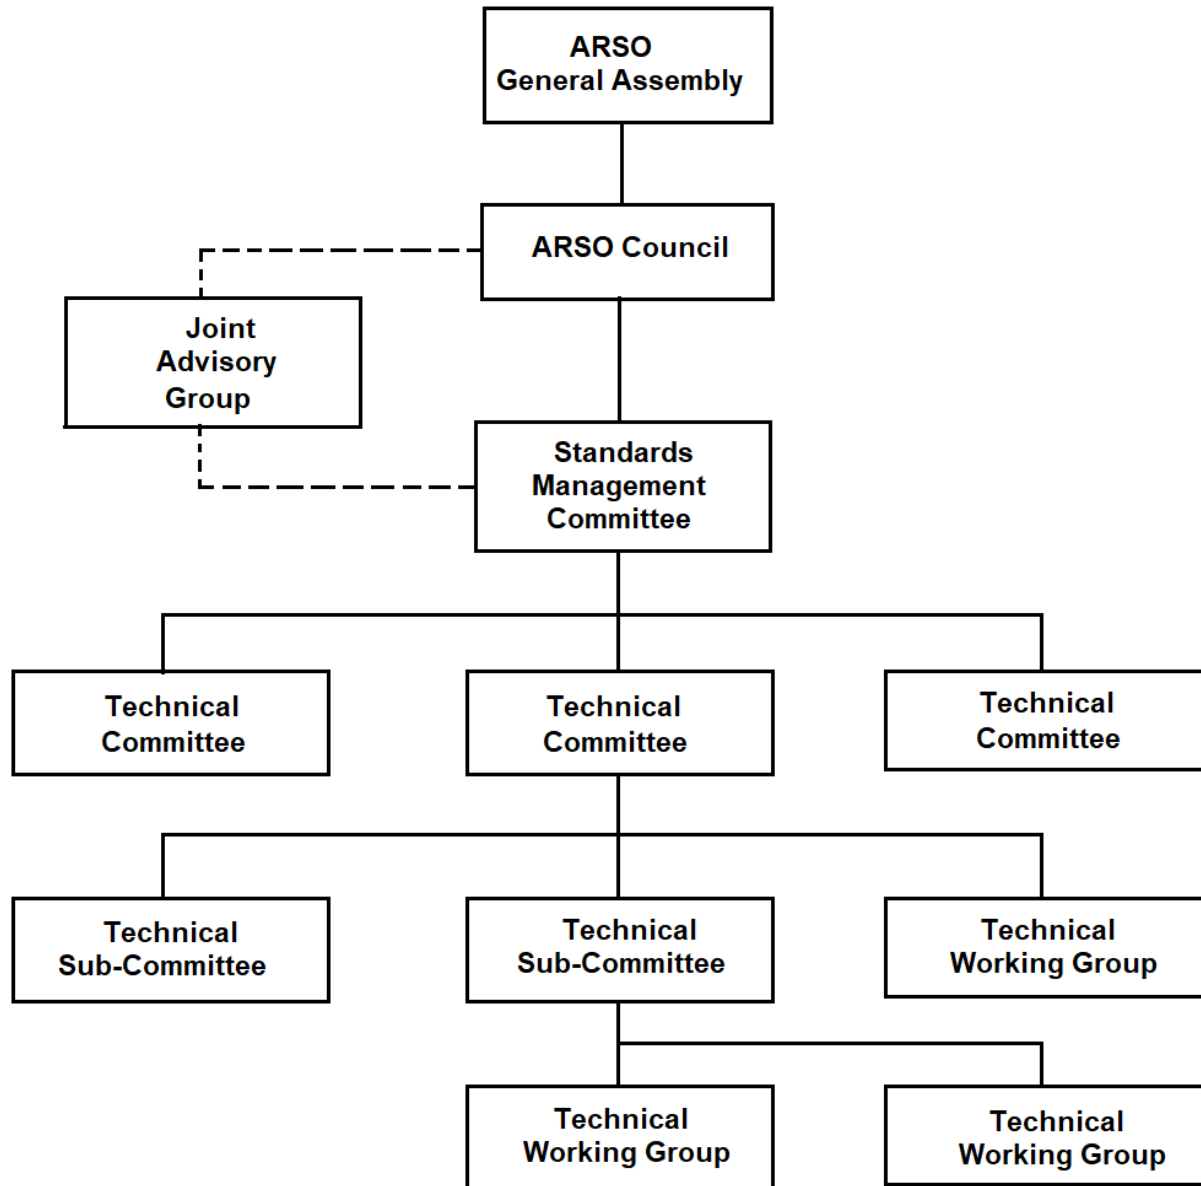 ARSO
General Assembly
ARSO Council
Joint
Advisory
Group
Standards
Management
Committee
Technical
Committee
Technical
Committee
Technical
Committee
Technical
Sub-Committee
Technical
Sub-Committee
Technical
Working Group
Technical
Working Group
Technical
Working Group